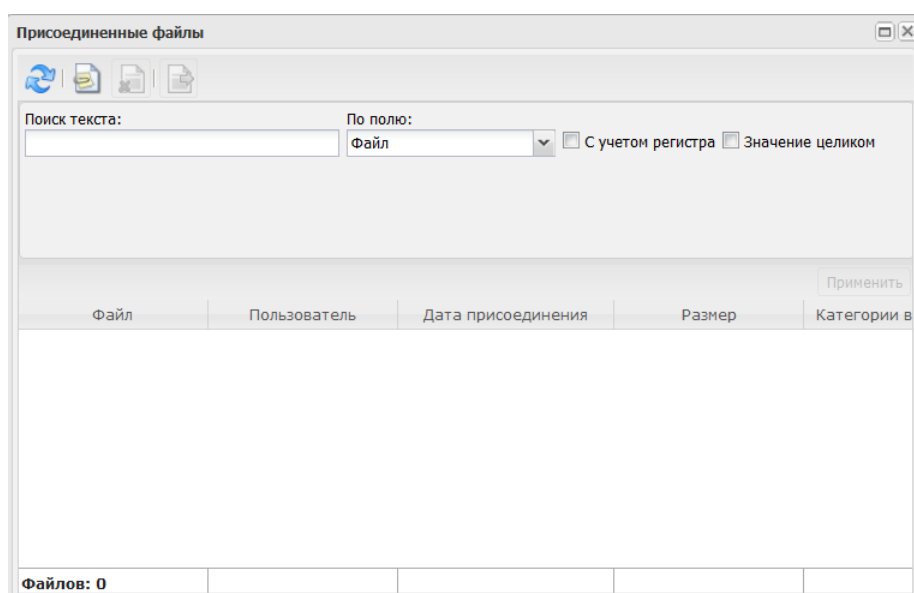 Присоединенные файлы
Поиск текста: По полю:
Файл С учетом регистра Значение целиком
Применить
Файл Пользователь Дата присоединения Размер Категории в
Файлов: 0